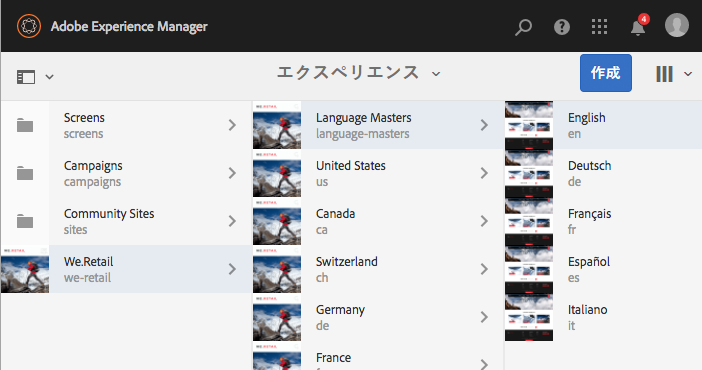 Adobe Experience Manager
4
エクスペリエンス
作成
Screens
screens
Campaigns
campaigns
Community Sites
sites
We.Retail
we-retail
Language Masters
language-masters
United States
us
Canada
ca
Switzerland
ch
Germany
de
France
English
en
Deutsch
de
Français
fr
Español
es
Italiano
it